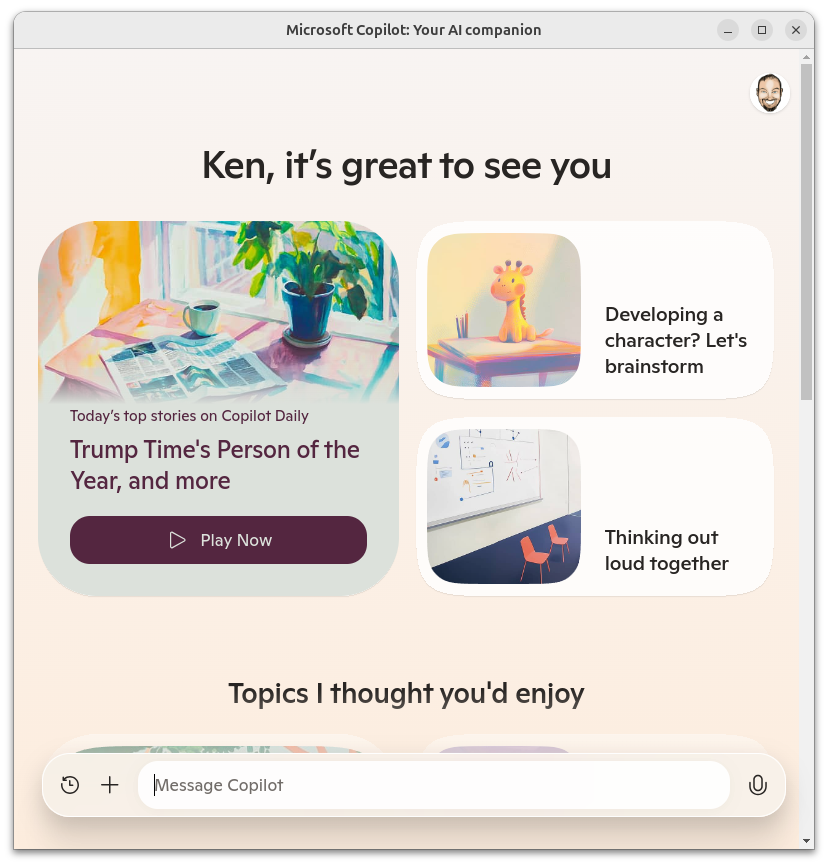 Microsoft Copilot: Your AI companion
Ken, it’s great to see you
Today’s top stories on Copilot Daily
Trump Time's Person of the
Year, and more
Play Now
Developing a
character? Let's
brainstorm
Thinking out
loud together
Topics I thought you'd enjoy
Message Copilot